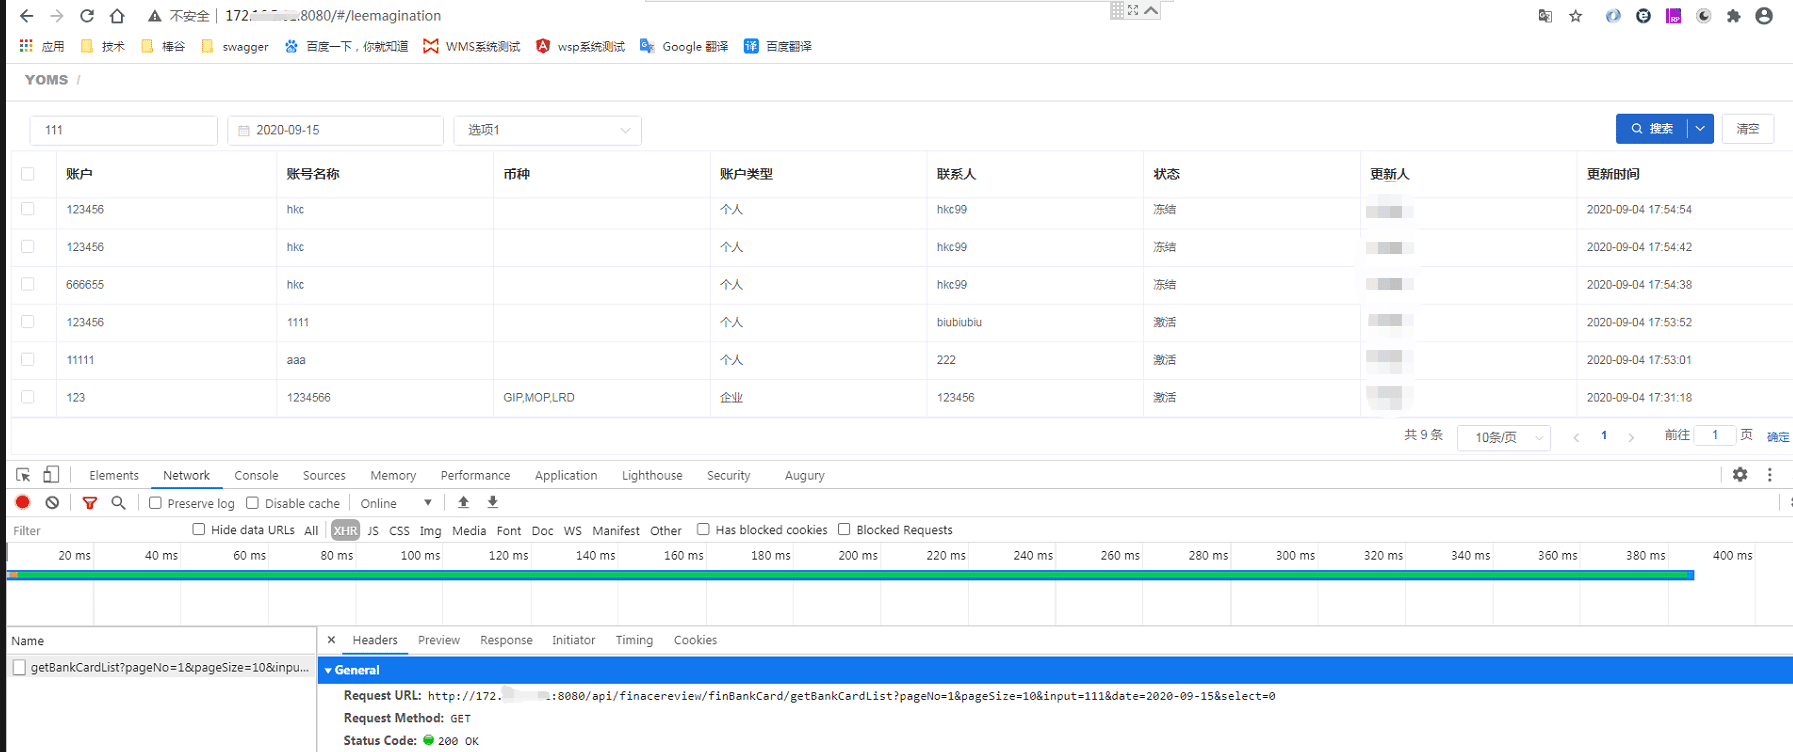 不安全 172. :8080/#/leemagination
应用 技术 棒谷 swagger 百度一下，你就知道 WMS系统测试 wsp系统测试 Google 翻译 译 百度翻译
YOMS /
111 2020-09-15 选项1 搜索 清空
账户 账号名称 币种 账户类型 联系人 状态 更新人 更新时间
123456 hkc 个人 hkc99 冻结 2020-09-04 17:54:54
123456 hkc 个人 hkc99 冻结 2020-09-04 17:54:42
666655 hkc 个人 hkc99 冻结 2020-09-04 17:54:38
123456 1111 个人 biubiubiu 激活 2020-09-04 17:53:52
11111 aaa 个人 222 激活 2020-09-04 17:53:01
123 1234566 GIP,MOP,LRD 企业 123456 激活 2020-09-04 17:31:18
共 9 条 10条/页 1 前往 1 页 确定
Elements Network Console Sources Memory Performance Application Lighthouse Security Augury
Preserve log Disable cache Online
Filter Hide data URLs All XHR JS CSS Img Media Font Doc WS Manifest Other Has blocked cookies Blocked Requests
20 ms 40 ms 60 ms 80 ms 100 ms 120 ms 140 ms 160 ms 180 ms 200 ms 220 ms 240 ms 260 ms 280 ms 300 ms 320 ms 340 ms 360 ms 380 ms 400 ms
Name × Headers Preview Response Initiator Timing Cookies
getBankCardList?pageNo=1&pageSize=10&inpu... General
Request URL: http://172. :8080/api/finacereview/finBankCard/getBankCardList?pageNo=1&pageSize=10&input=111&date=2020-09-15&select=0
Request Method: GET
Status Code: 200 OK